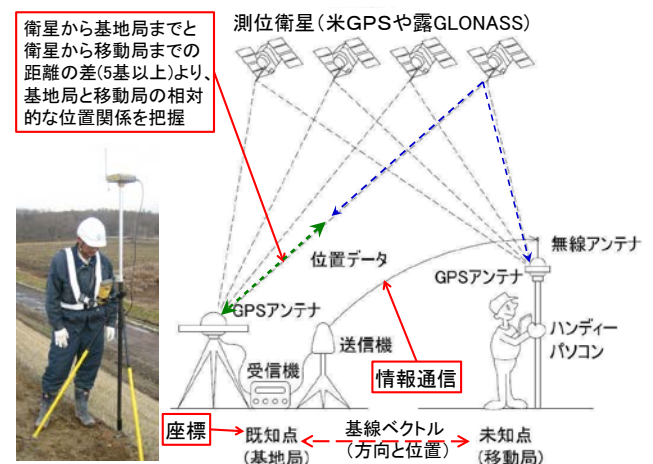 衛星から基地局までと
衛星から移動局までの
距離の差(5基以上)より、
基地局と移動局の相対
的な位置関係を把握
測位衛星（米GPSや露GLONASS）
位置データ
無線アンテナ
GPSアンテナ
GPSアンテナ
送信機
受信機
ハンディー
パソコン
情報通信
座標
既知点
(基地局)
基線ベクトル
(方向と位置)
未知点
(移動局)